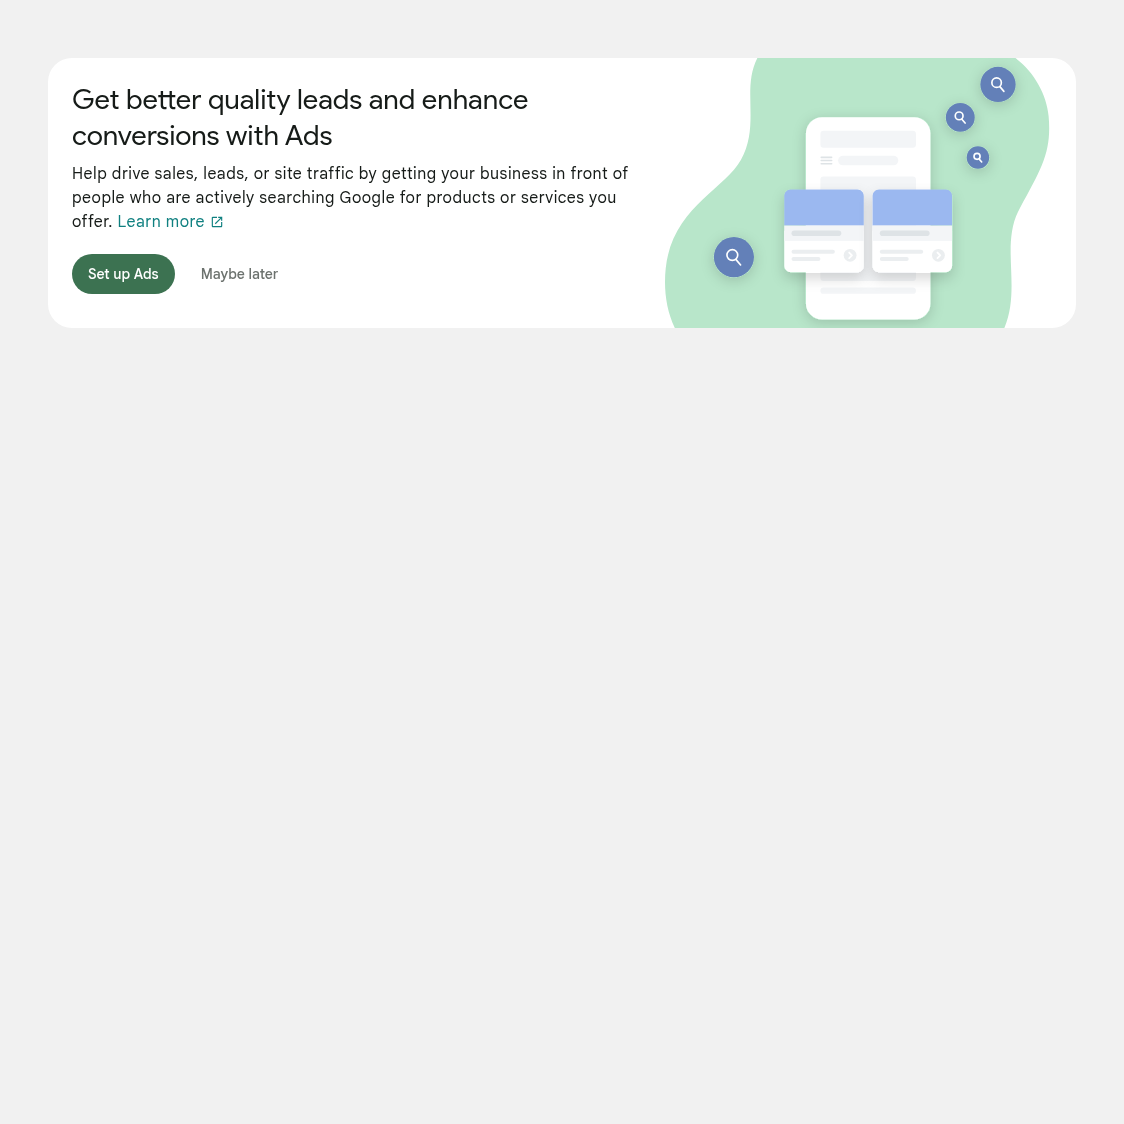 Get better quality leads and enhance
conversions with Ads
Help drive sales, leads, or site traffic by getting your business in front of
people who are actively searching Google for products or services you
offer. Learn more
Set up Ads
Maybe later